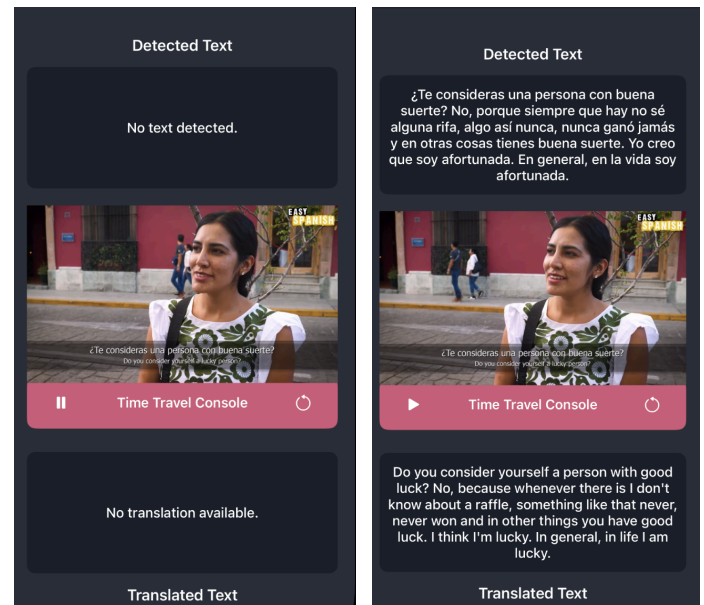 Detected Text
No text detected.
EASY
SPANISH
¿Te consideras una persona con buena suerte?
Do you consider yourself a lucky person?
Time Travel Console
No translation available.
Translated Text
Detected Text
¿Te consideras una persona con buena
suerte? No, porque siempre que hay no sé
alguna rifa, algo así nunca, nunca ganó jamás
y en otras cosas tienes buena suerte. Yo creo
que soy afortunada. En general, en la vida soy
afortunada.
EASY
SPANISH
¿Te consideras una persona con buena suerte?
Do you consider yourself a lucky person?
Time Travel Console
Do you consider yourself a person with good
luck? No, because whenever there is I don't
know about a raffle, something like that never,
never won and in other things you have good
luck. I think I'm lucky. In general, in life I am
lucky.
Translated Text